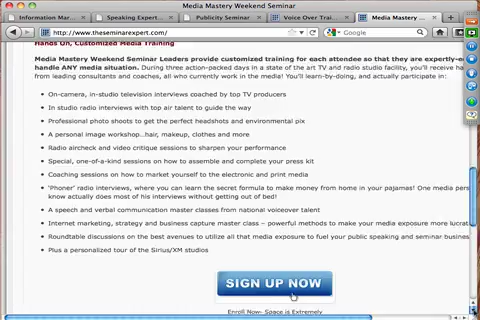 Media Mastery Weekend Seminar
Information Mar...
Speaking Expert...
Publicity Seminar
Voice Over Trai...
Media Mastery ...
http://www.theseminarexpert.com/
Google
Hands On, Customized Media Training
Media Mastery Weekend Seminar Leaders provide customized training for each attendee so that they are expertly-e
handle ANY media situation. During three action-packed days in a state of the art TV and radio studio facility, you'll receive ha
from leading consultants and coaches, all who currently work in the media! You'll learn-by-doing, and actually participate in:
On-camera, in-studio television interviews coached by top TV producers
In studio radio interviews with top air talent to guide the way
Professional photo shoots to get the perfect headshots and environmental pix
A personal image workshop...hair, makeup, clothes and more
Radio aircheck and video critique sessions to sharpen your performance
Special, one-of-a-kind sessions on how to assemble and complete your press kit
Coaching sessions on how to market yourself to the electronic and print media
'Phoner' radio interviews, where you can learn the secret formula to make money from home in your pajamas! One media pers
know actually does most of his interviews without getting out of bed!
A speech and verbal communication master classes from national voiceover talent
Internet marketing, strategy and business capture master class – powerful methods to make your media exposure more lucrat
Roundtable discussions on the best avenues to utilize all that media exposure to fuel your public speaking and seminar busine
Plus a personalized tour of the Sirius/XM studios
SIGN UP NOW
Enroll Now- Space is Extremely